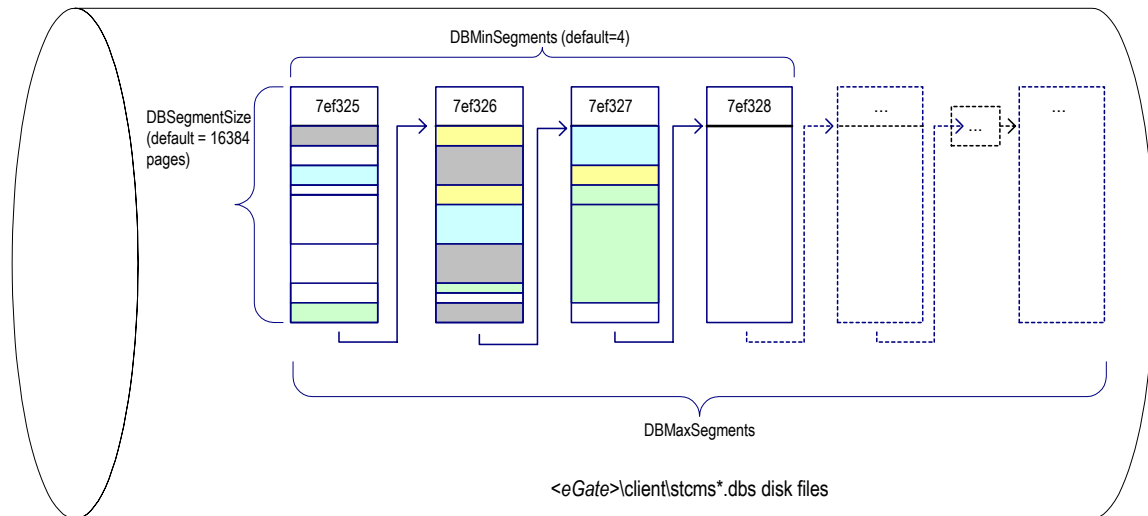 DBMinSegments (default=4)
DBSegmentSize
(default = 16384
pages)
7ef325
7ef326
7ef327
7ef328
...
...
...
DBMaxSegments
<eGate>\client\stcms*.dbs disk files